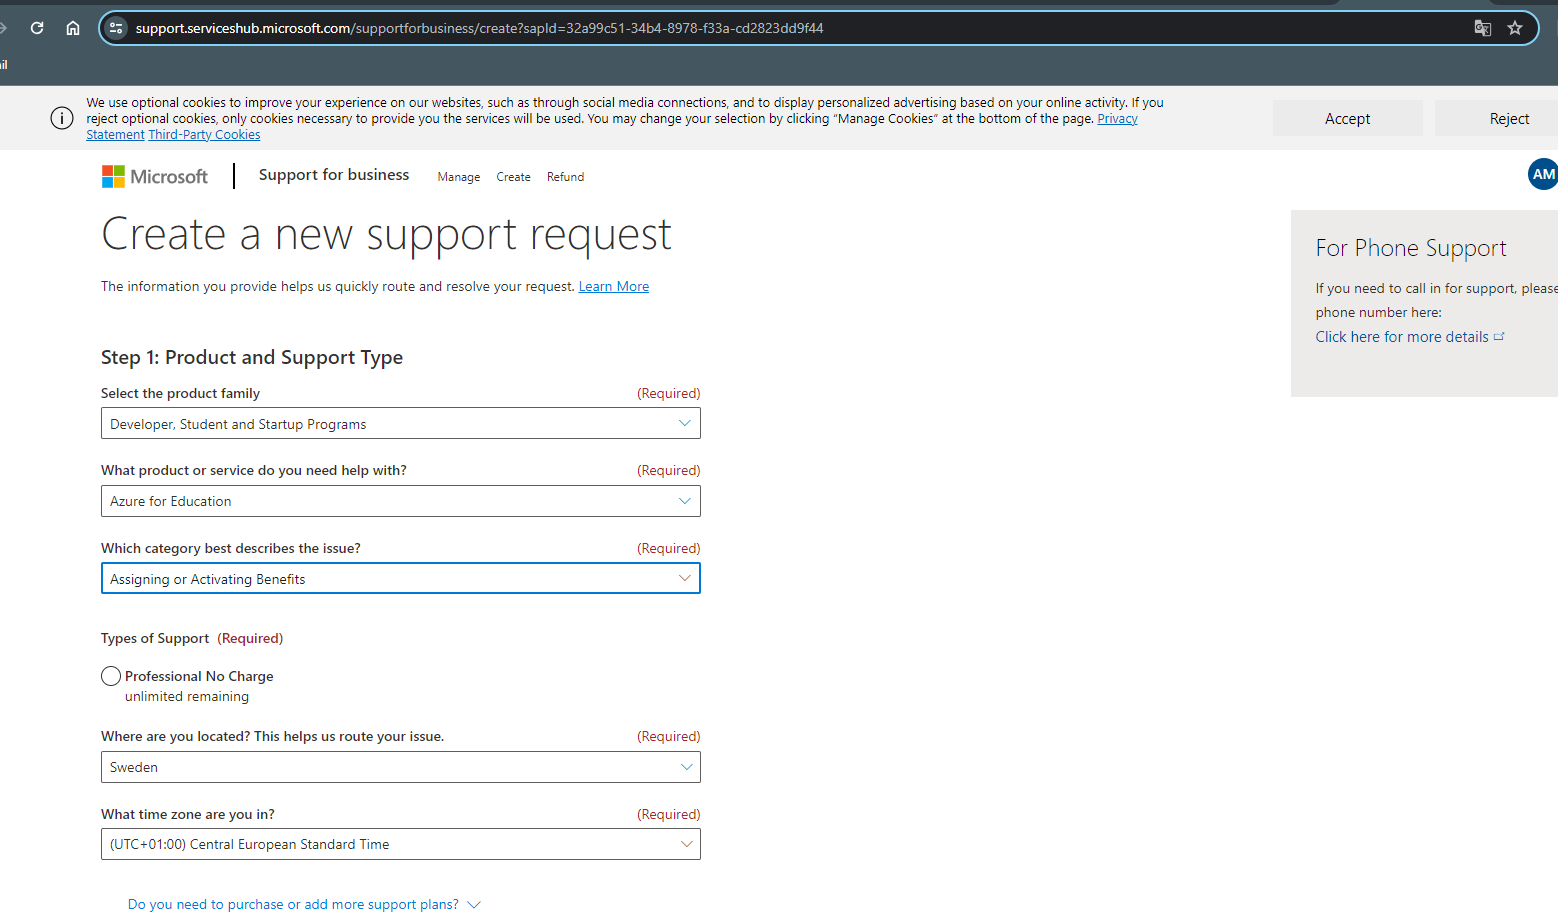 support.serviceshub.microsoft.com/supportforbusiness/create?sapId=32a99c51-34b4-8978-f33a-cd2823dd9f44
il
We use optional cookies to improve your experience on our websites, such as through social media connections, and to display personalized advertising based on your online activity. If you
reject optional cookies, only cookies necessary to provide you the services will be used. You may change your selection by clicking “Manage Cookies” at the bottom of the page. Privacy
Statement Third-Party Cookies
Accept
Reject
Microsoft
Support for business
Manage
Create
Refund
AM
Create a new support request
The information you provide helps us quickly route and resolve your request. Learn More
For Phone Support
If you need to call in for support, please
phone number here:
Click here for more details
Step 1: Product and Support Type
Select the product family (Required)
Developer, Student and Startup Programs
What product or service do you need help with? (Required)
Azure for Education
Which category best describes the issue? (Required)
Assigning or Activating Benefits
Types of Support (Required)
Professional No Charge
unlimited remaining
Where are you located? This helps us route your issue. (Required)
Sweden
What time zone are you in? (Required)
(UTC+01:00) Central European Standard Time
Do you need to purchase or add more support plans?